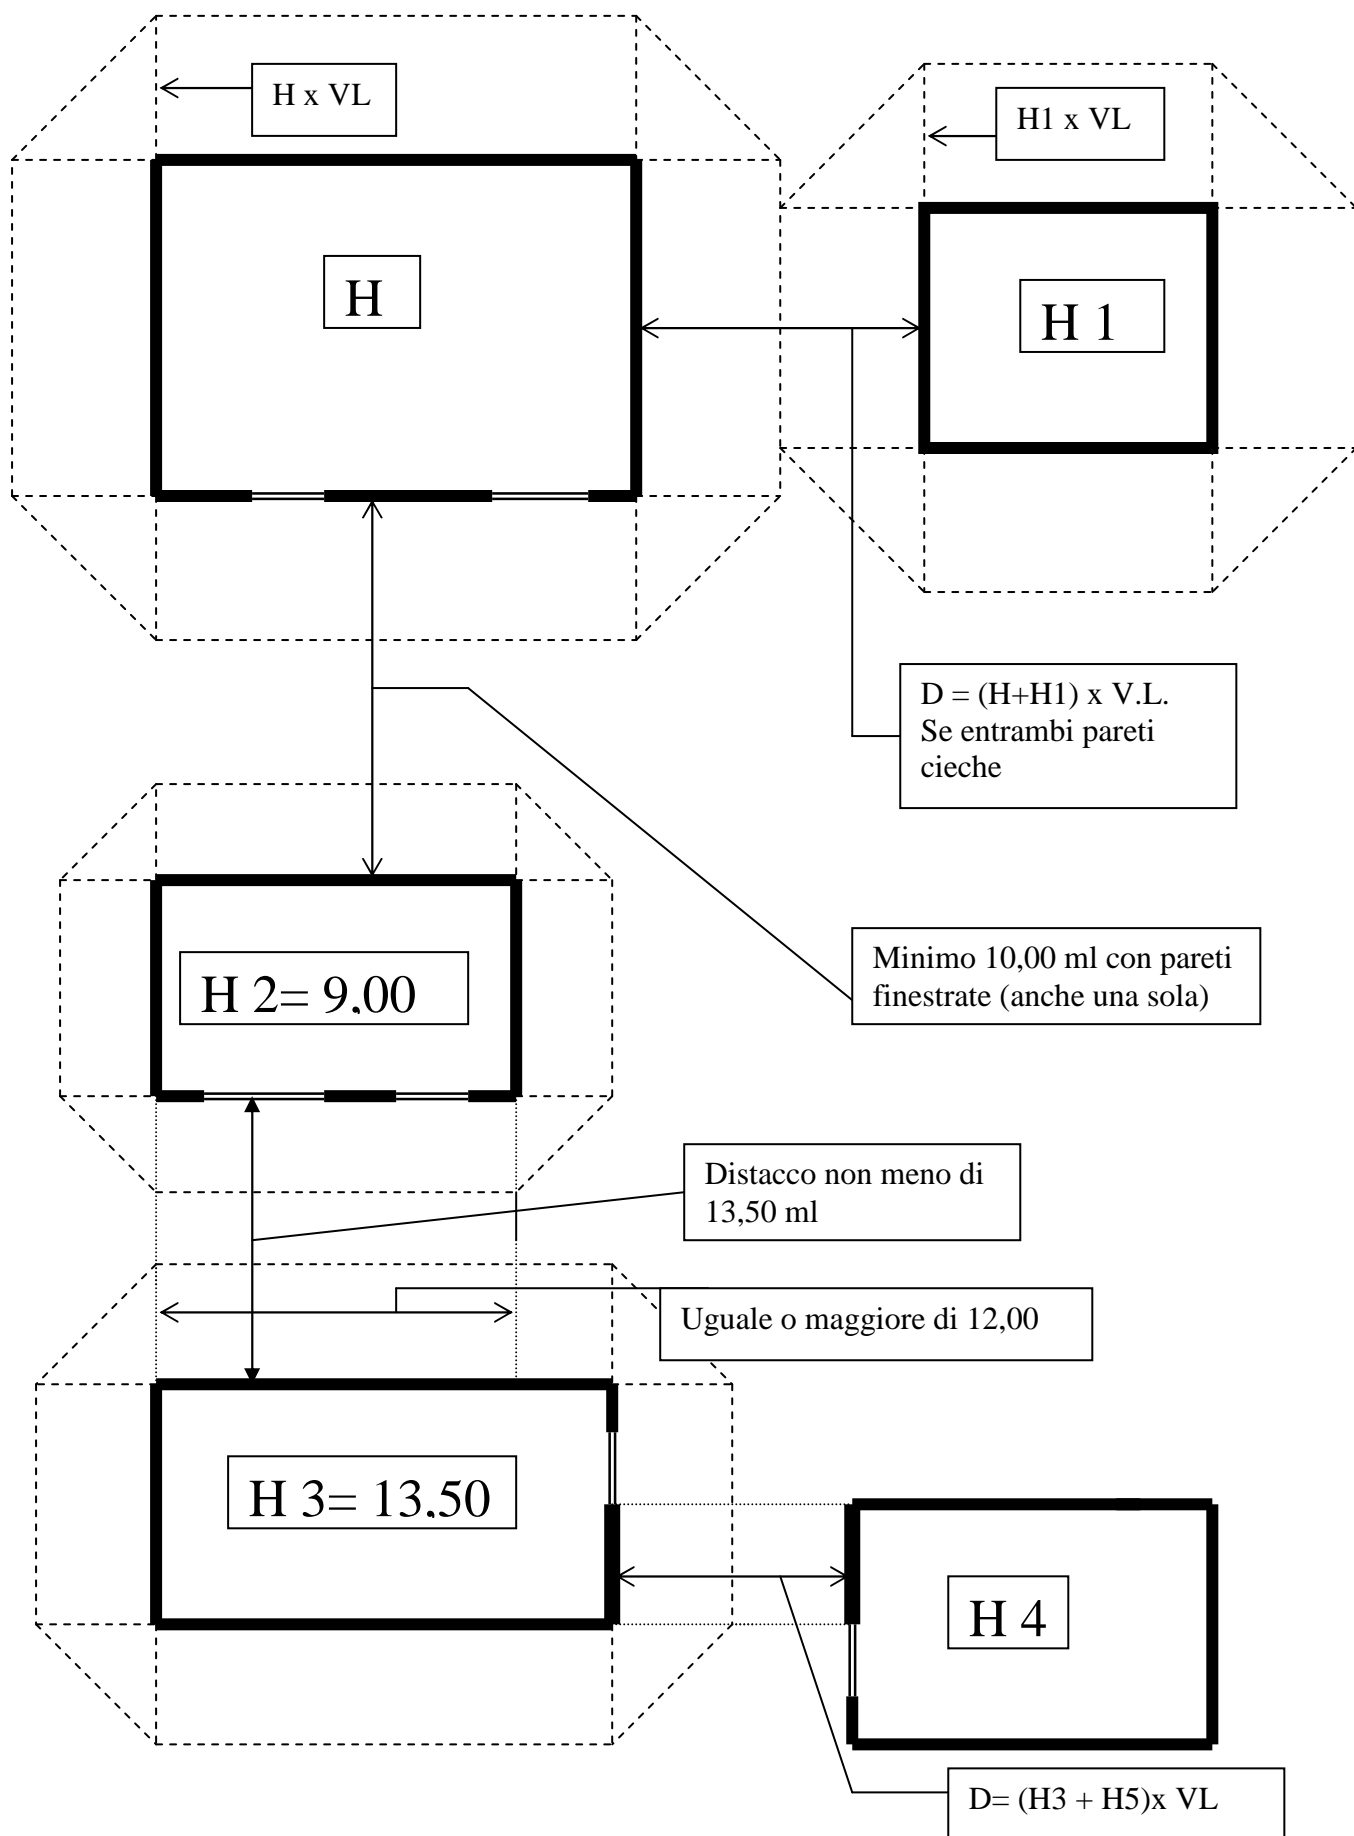 H x VL
H1 x VL
H
H 1
D = (H+H1) x V.L.
Se entrambi pareti
cieche
Minimo 10,00 ml con pareti
finestrate (anche una sola)
H 2= 9,00
Distacco non meno di
13,50 ml
Uguale o maggiore di 12,00
H 3= 13,50
H 4
D= (H3 + H5)x VL